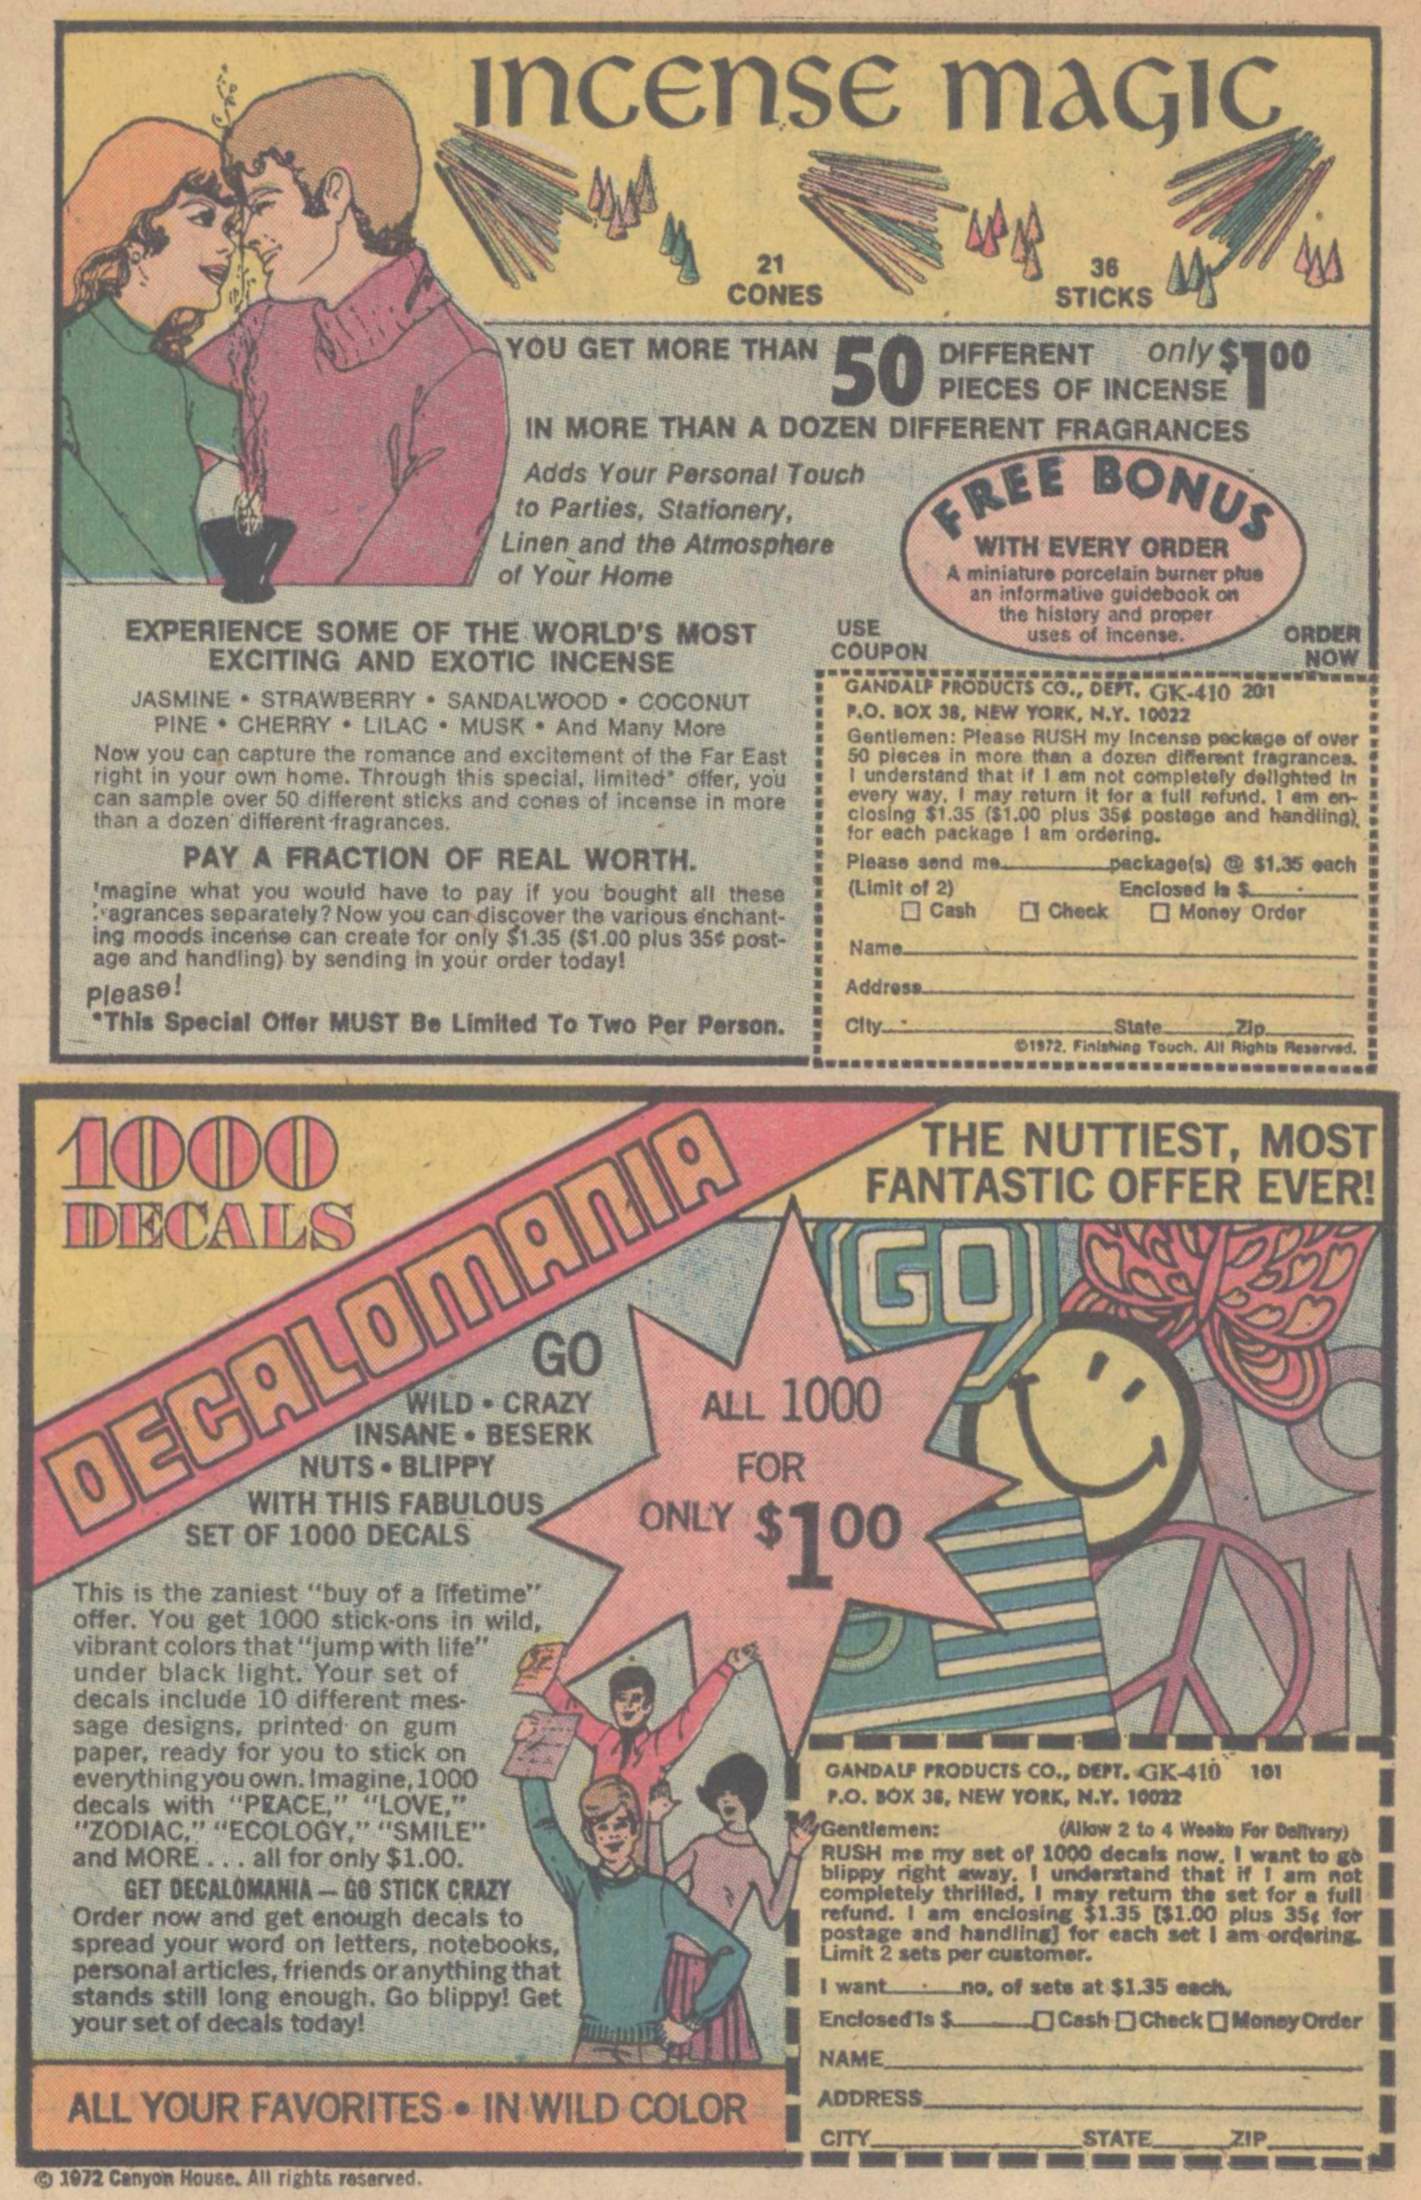 INCENSE MAGIC
21
CONES
36
STICKS
YOU GET MORE THAN 50 DIFFERENT PIECES OF INCENSE only $1.00
IN MORE THAN A DOZEN DIFFERENT FRAGRANCES
Adds Your Personal Touch
to Parties, Stationery,
Linen and the Atmosphere
of Your Home
FREE BONUS
WITH EVERY ORDER
A miniature porcelain burner plus
an informative guidebook on
the history and proper
uses of incense.
EXPERIENCE SOME OF THE WORLD'S MOST
EXCITING AND EXOTIC INCENSE
JASMINE • STRAWBERRY • SANDALWOOD • COCONUT
PINE • CHERRY • LILAC • MUSK • And Many More
Now you can capture the romance and excitement of the Far East
right in your own home. Through this special, limited* offer, you
can sample over 50 different sticks and cones of incense in more
than a dozen different fragrances.
PAY A FRACTION OF REAL WORTH.
'magine what you would have to pay if you bought all these
fragrances separately? Now you can discover the various enchant-
ing moods incense can create for only $1.35 ($1.00 plus 35¢ post-
age and handling) by sending in your order today!
Please!
*This Special Offer MUST Be Limited To Two Per Person.
USE
COUPON
ORDER
NOW
GANDALF PRODUCTS CO., DEPT. GK-410 201
P.O. BOX 38, NEW YORK, N.Y. 10022
Gentlemen: Please RUSH my Incense package of over
50 pieces in more than a dozen different fragrances.
I understand that if I am not completely delighted in
every way, I may return it for a full refund. I am en-
closing $1.35 ($1.00 plus 35¢ postage and handling),
for each package I am ordering.
Please send me package(s) @ $1.35 each
(Limit of 2) Enclosed is $
Cash Check Money Order
Name
Address
City State Zip
©1972, Finishing Touch. All Rights Reserved.
1000
DECALS
DECALOMANIA
THE NUTTIEST, MOST
FANTASTIC OFFER EVER!
GO
GO
WILD • CRAZY
INSANE • BESERK
NUTS • BLIPPY
WITH THIS FABULOUS
SET OF 1000 DECALS
ALL 1000
FOR
ONLY $1.00
This is the zaniest "buy of a lifetime"
offer. You get 1000 stick-ons in wild,
vibrant colors that "jump with life"
under black light. Your set of
decals include 10 different mes-
sage designs, printed on gum
paper, ready for you to stick on
everything you own. Imagine, 1000
decals with "PEACE," "LOVE,"
"ZODIAC," "ECOLOGY," "SMILE"
and MORE . . . all for only $1.00.
GET DECALOMANIA — GO STICK CRAZY
Order now and get enough decals to
spread your word on letters, notebooks,
personal articles, friends or anything that
stands still long enough. Go blippy! Get
your set of decals today!
ALL YOUR FAVORITES • IN WILD COLOR
GANDALF PRODUCTS CO., DEPT. GK-410 101
P.O. BOX 38, NEW YORK, N.Y. 10022
Gentlemen: (Allow 2 to 4 Weeks For Delivery)
RUSH me my set of 1000 decals now. I want to go
blippy right away. I understand that if I am not
completely thrilled, I may return the set for a full
refund. I am enclosing $1.35 [$1.00 plus 35¢ for
postage and handling] for each set I am ordering.
Limit 2 sets per customer.
I want no. of sets at $1.35 each.
Enclosed is $ Cash Check Money Order
NAME
ADDRESS
CITY STATE ZIP
© 1972 Canyon House. All rights reserved.